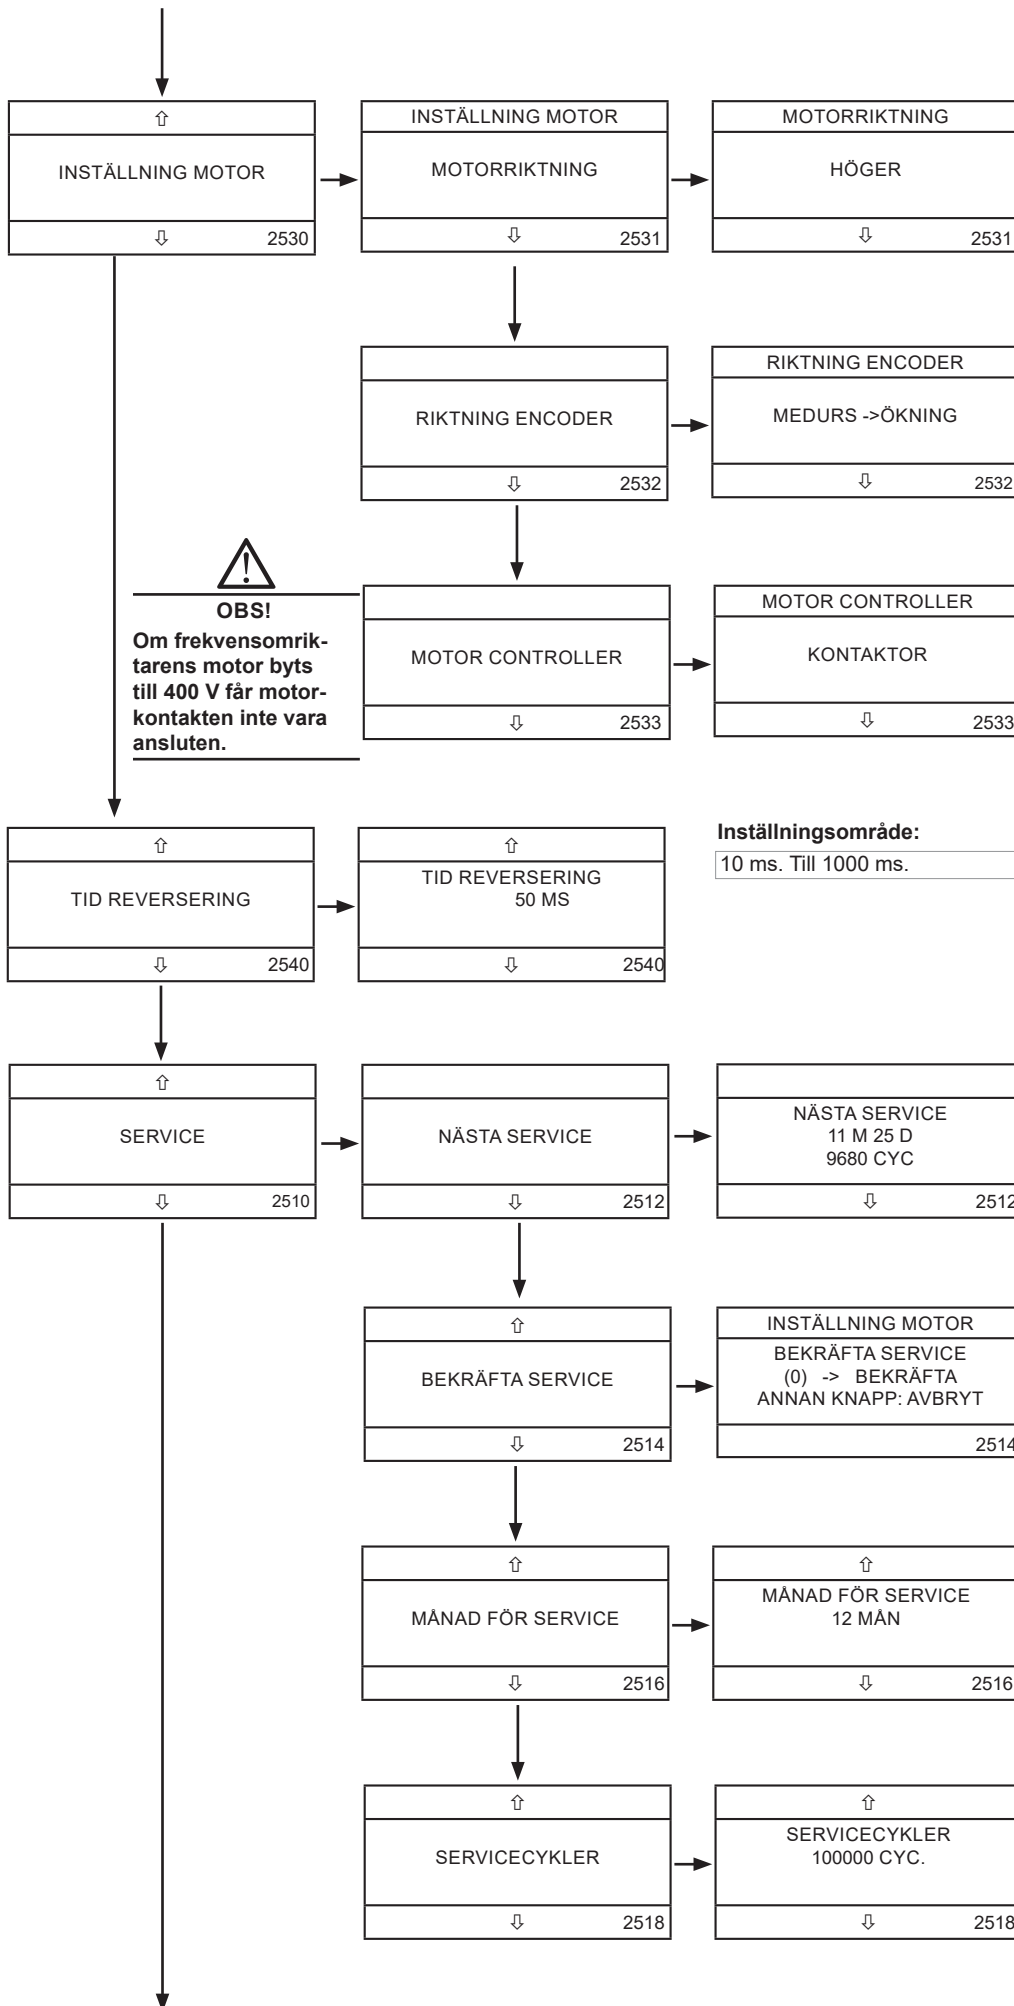 ⇧
INSTÄLLNING MOTOR
⇩ 2530
INSTÄLLNING MOTOR
MOTORRIKTNING
⇩ 2531
MOTORRIKTNING
HÖGER
⇩ 2531
RIKTNING ENCODER
⇩ 2532
RIKTNING ENCODER
MEDURS ->ÖKNING
⇩ 2532
OBS!
Om frekvensomrik-
tarens motor byts
till 400 V får motor-
kontakten inte vara
ansluten.
MOTOR CONTROLLER
⇩ 2533
MOTOR CONTROLLER
KONTAKTOR
⇩ 2533
⇧
TID REVERSERING
⇩ 2540
⇧
TID REVERSERING
50 MS
⇩ 2540
Inställningsområde:
10 ms. Till 1000 ms.
⇧
SERVICE
⇩ 2510
NÄSTA SERVICE
⇩ 2512
NÄSTA SERVICE
11 M 25 D
9680 CYC
⇩ 2512
⇧
BEKRÄFTA SERVICE
⇩ 2514
INSTÄLLNING MOTOR
BEKRÄFTA SERVICE
(0) -> BEKRÄFTA
ANNAN KNAPP: AVBRYT
2514
⇧
MÅNAD FÖR SERVICE
⇩ 2516
⇧
MÅNAD FÖR SERVICE
12 MÅN
⇩ 2516
⇧
SERVICECYKLER
⇩ 2518
⇧
SERVICECYKLER
100000 CYC.
⇩ 2518